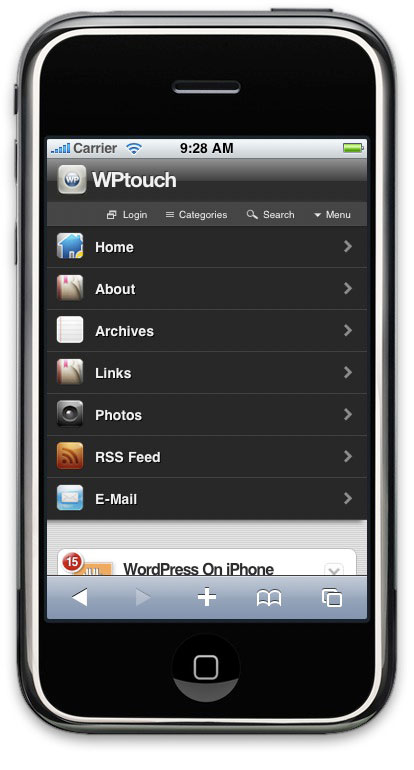 Carrier 9:28 AM
WP WPtouch
Login Categories Search Menu
Home
About
Archives
Links
Photos
RSS Feed
E-Mail
15 WordPress On iPhone